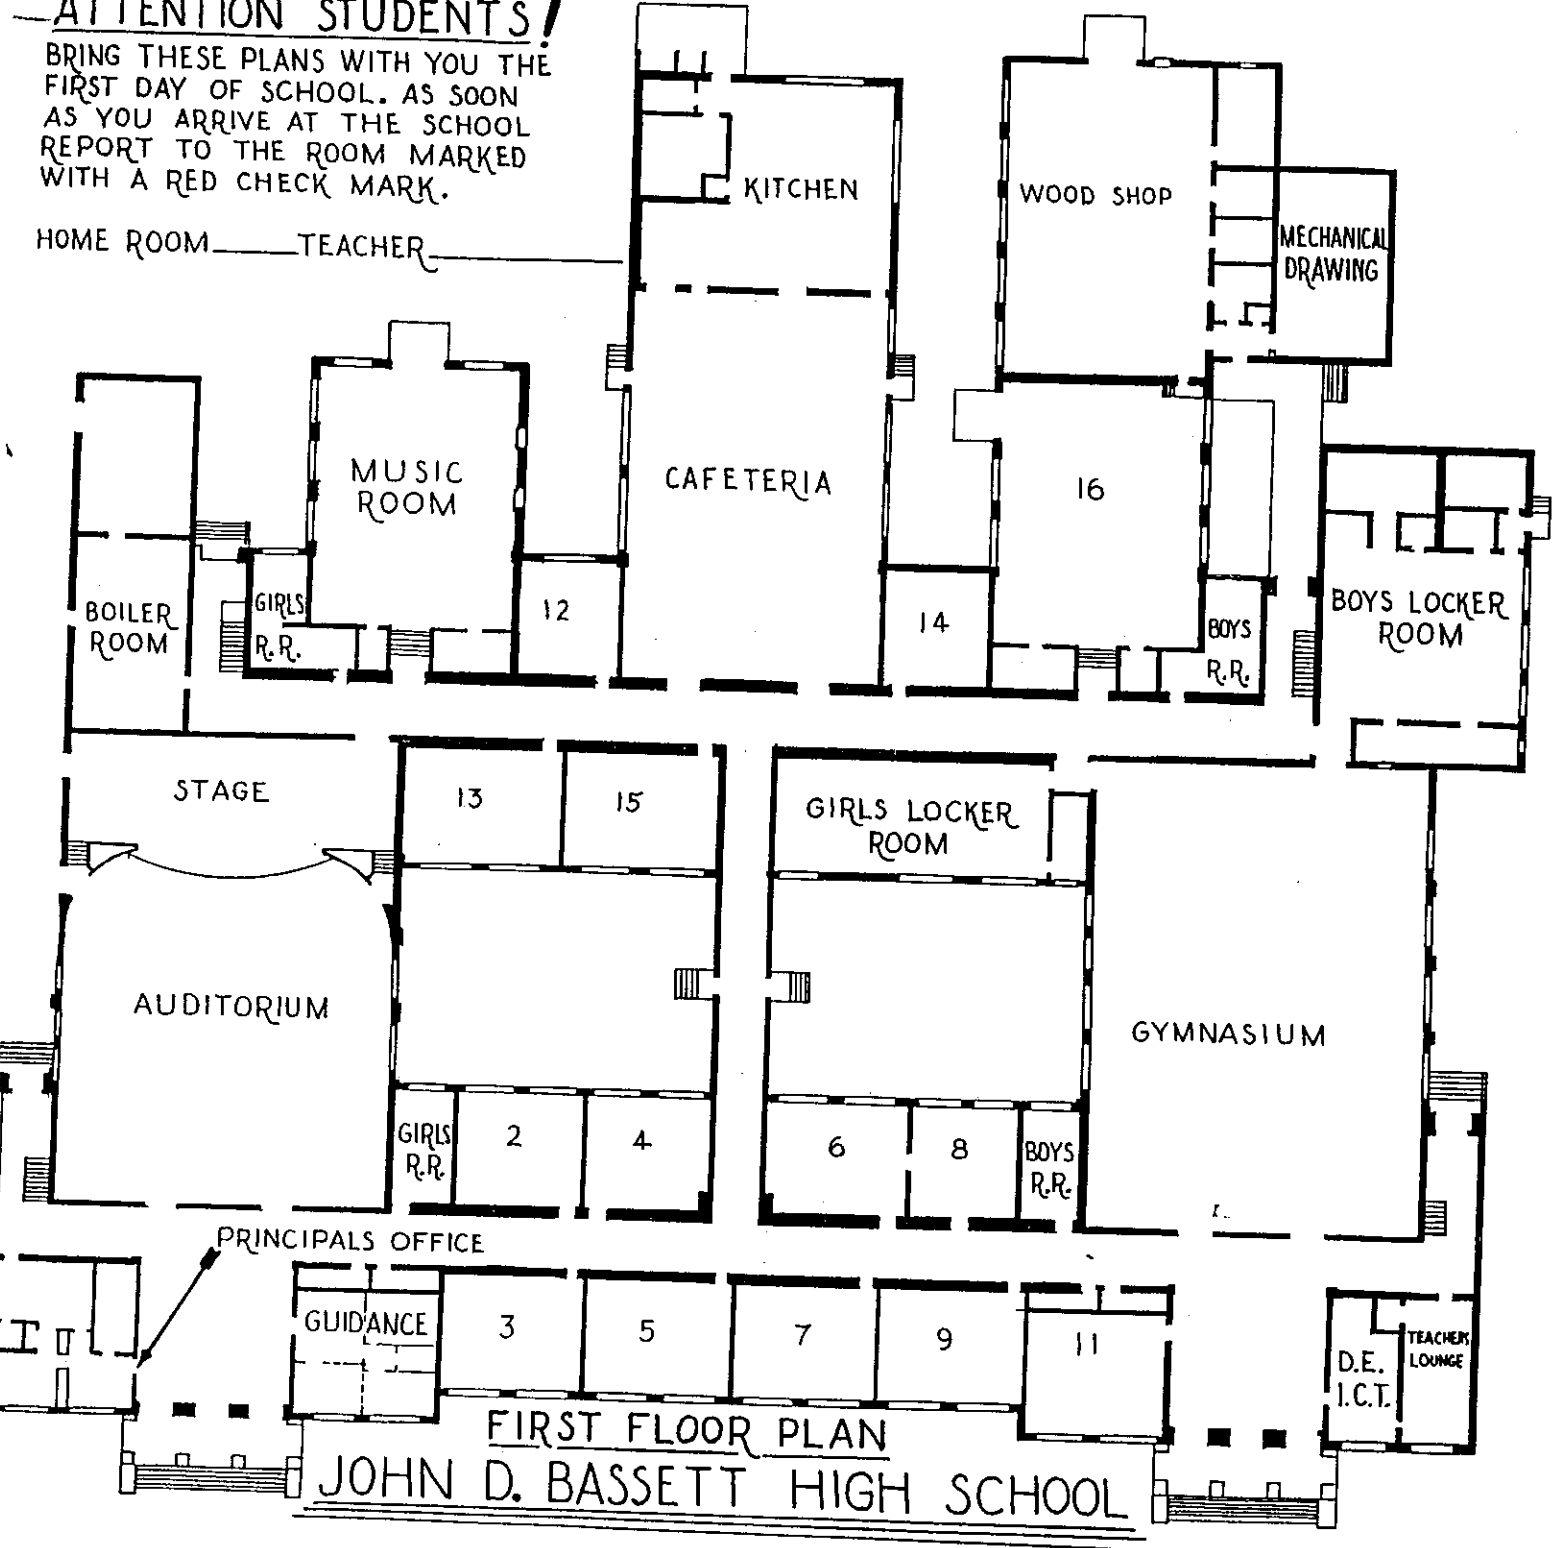 ATTENTION STUDENTS!
BRING THESE PLANS WITH YOU THE
FIRST DAY OF SCHOOL. AS SOON
AS YOU ARRIVE AT THE SCHOOL
REPORT TO THE ROOM MARKED
WITH A RED CHECK MARK.
HOME ROOM____TEACHER__________
KITCHEN
WOOD SHOP
MECHANICAL
DRAWING
MUSIC
ROOM
CAFETERIA
16
BOILER
ROOM
GIRLS
R.R.
12
14
BOYS
R.R.
BOYS LOCKER
ROOM
STAGE
13
15
GIRLS LOCKER
ROOM
AUDITORIUM
GYMNASIUM
GIRLS
R.R.
2
4
6
8
BOYS
R.R.
PRINCIPALS OFFICE
GUIDANCE
3
5
7
9
11
D.E.
I.C.T.
TEACHERS
LOUNGE
FIRST FLOOR PLAN
JOHN D. BASSETT HIGH SCHOOL